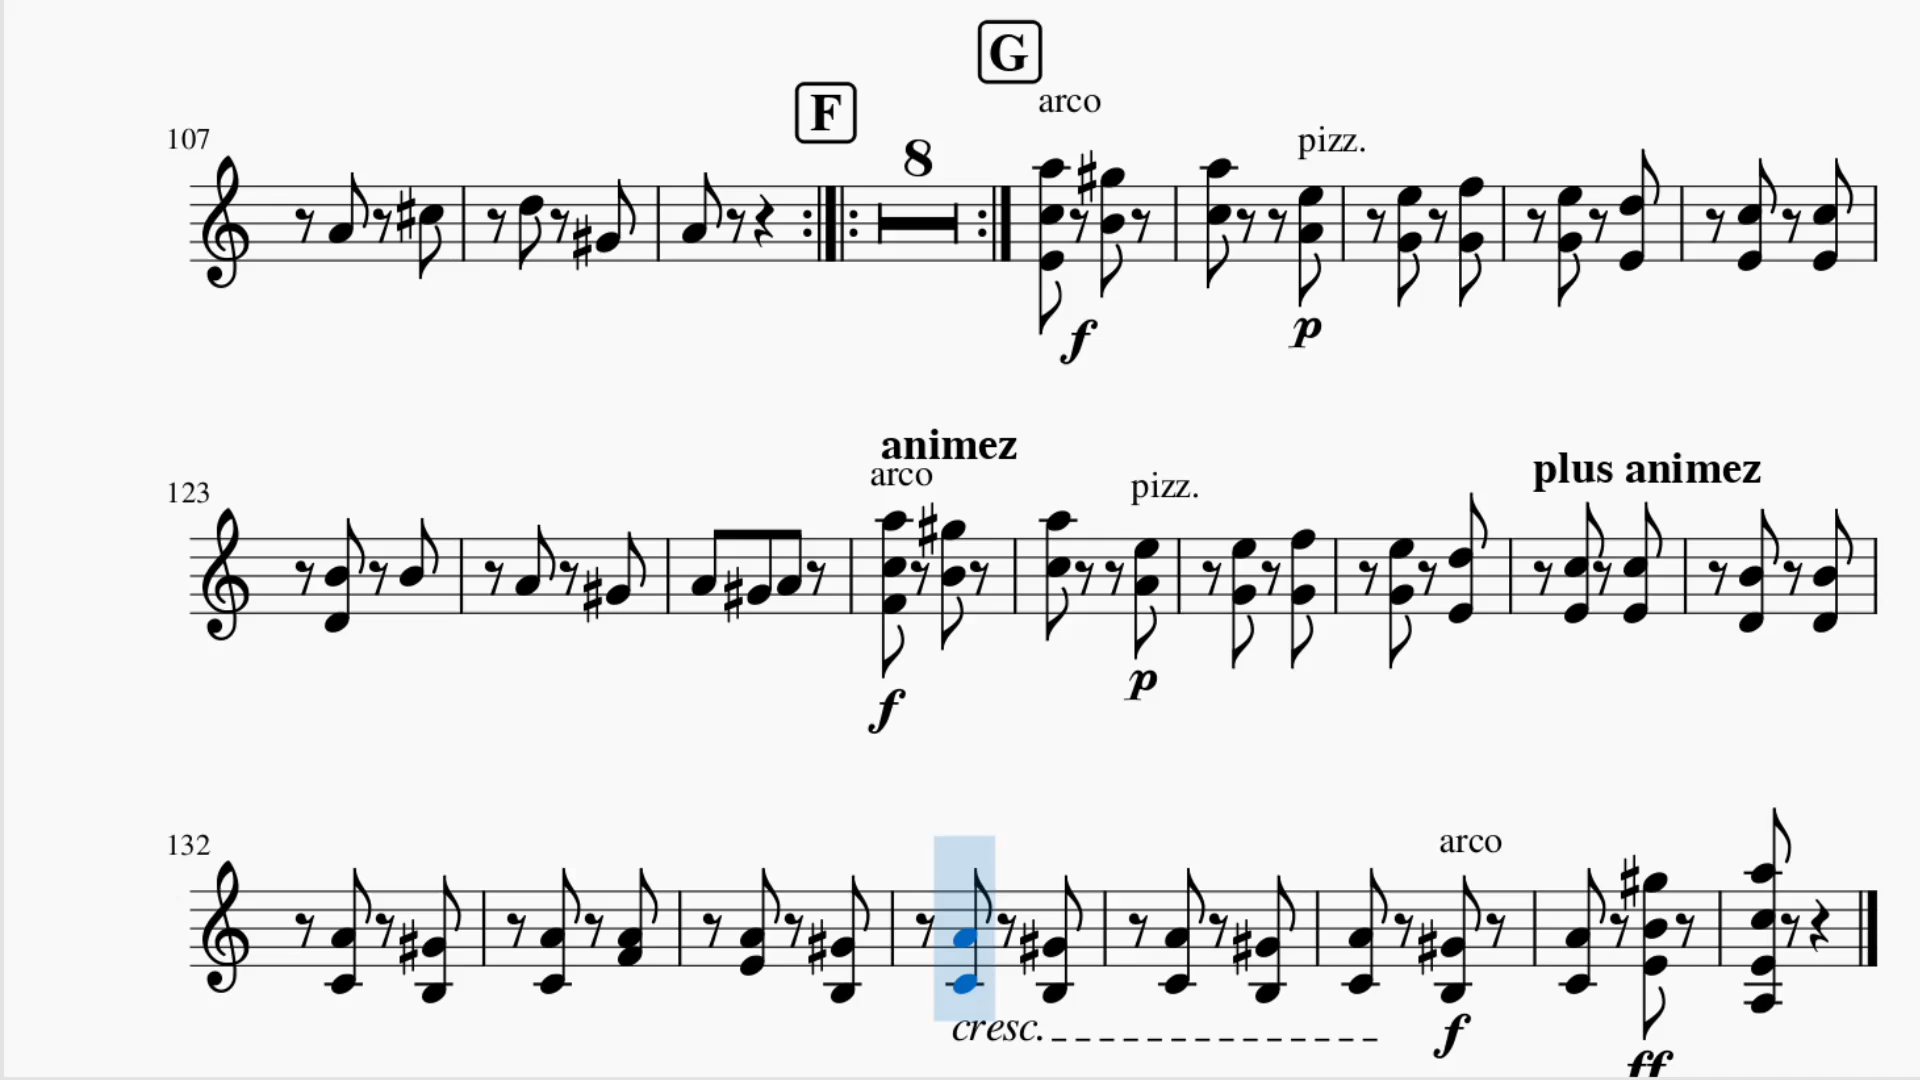 G
F
arco
107
8
pizz.
f
p
animez
arco
plus animez
123
pizz.
f
p
132
arco
cresc.
f
ff